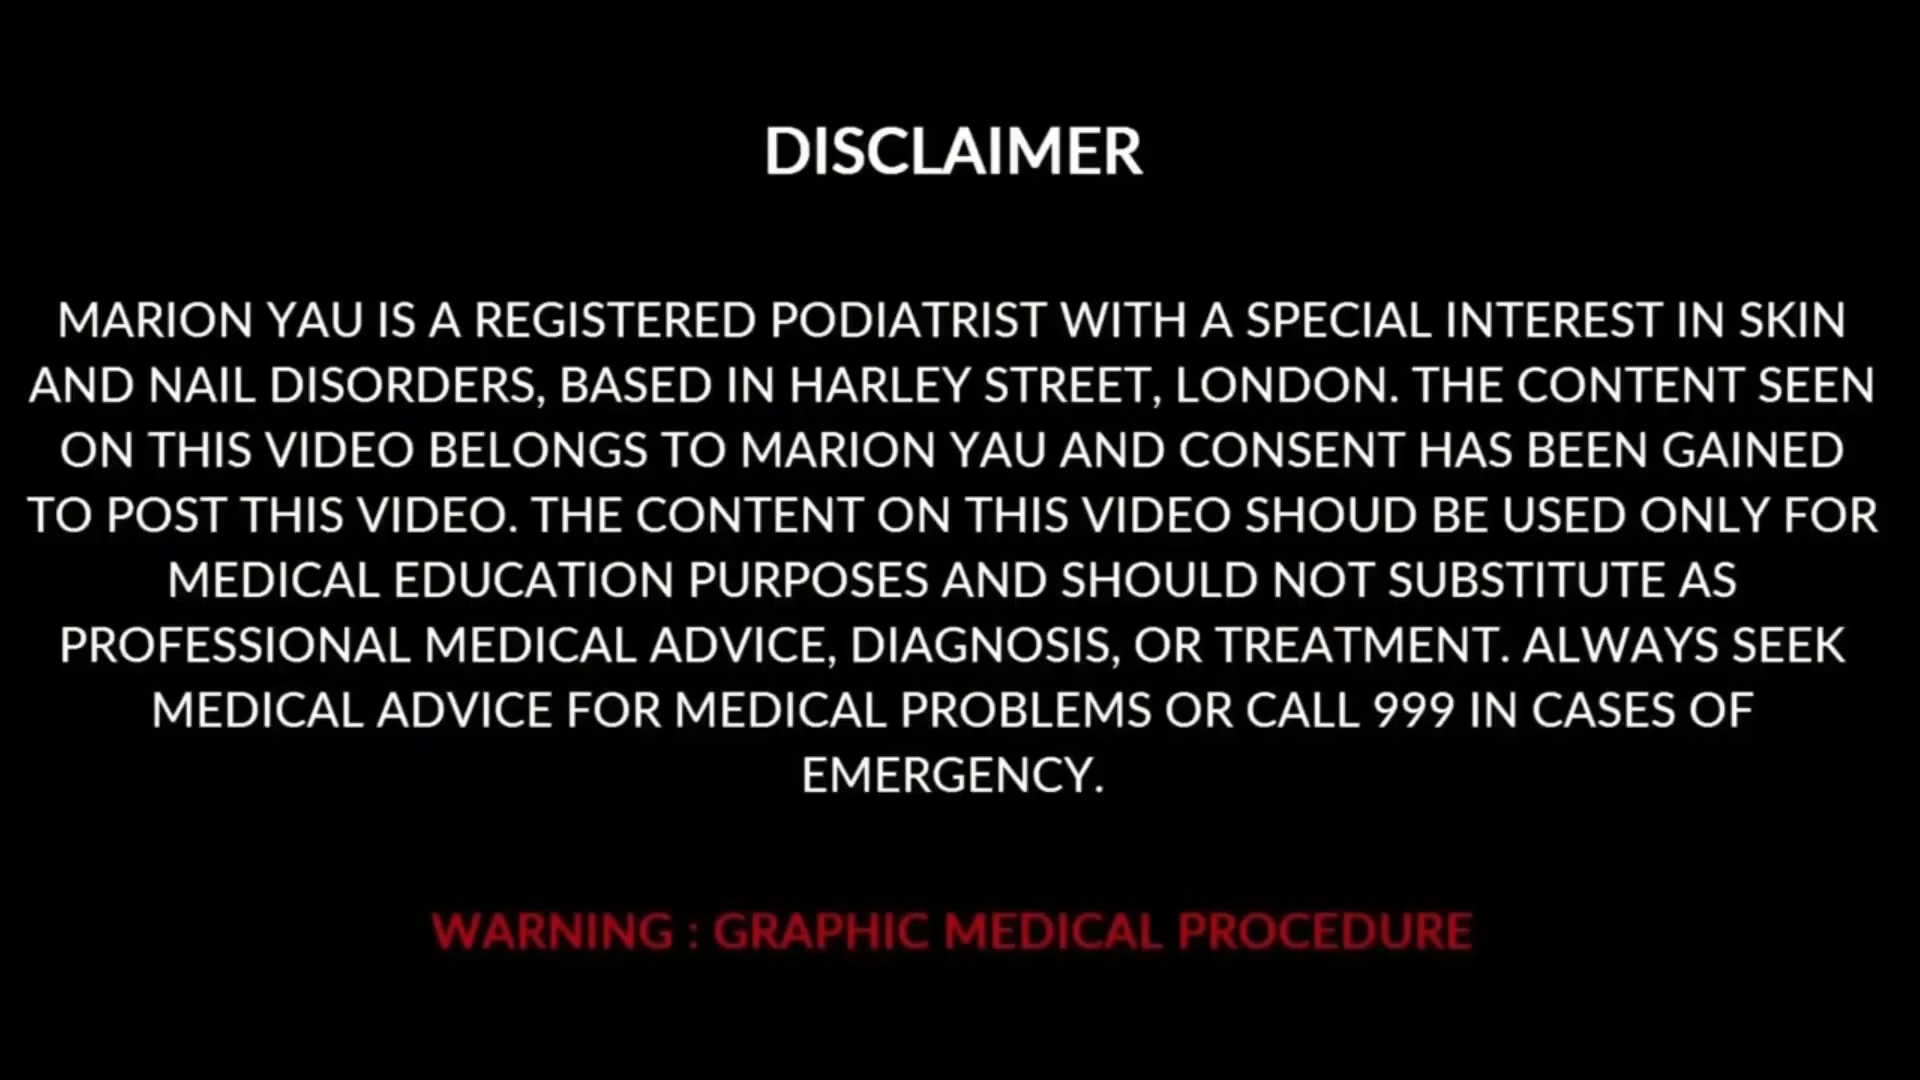 DISCLAIMER
MARION YAU IS A REGISTERED PODIATRIST WITH A SPECIAL INTEREST IN SKIN
AND NAIL DISORDERS, BASED IN HARLEY STREET, LONDON. THE CONTENT SEEN
ON THIS VIDEO BELONGS TO MARION YAU AND CONSENT HAS BEEN GAINED
TO POST THIS VIDEO. THE CONTENT ON THIS VIDEO SHOUD BE USED ONLY FOR
MEDICAL EDUCATION PURPOSES AND SHOULD NOT SUBSTITUTE AS
PROFESSIONAL MEDICAL ADVICE, DIAGNOSIS, OR TREATMENT. ALWAYS SEEK
MEDICAL ADVICE FOR MEDICAL PROBLEMS OR CALL 999 IN CASES OF
EMERGENCY.
WARNING : GRAPHIC MEDICAL PROCEDURE